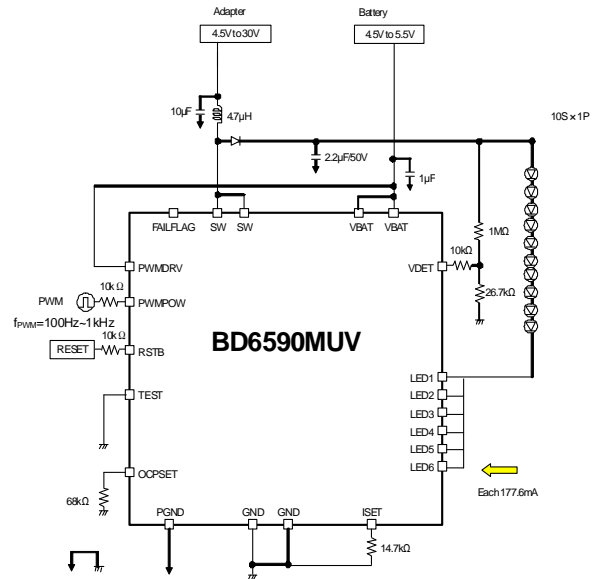 Adapter
Battery
4.5V to 30V
4.5V to 5.5V
10µF
4.7µH
10S × 1P
2.2µF/50V
1µF
FAILFLAG
SW
SW
VBAT
VBAT
1MΩ
PWMDRV
VDET
10kΩ
10kΩ
PWM
PWMPOW
26.7kΩ
fPWM=100Hz~1kHz
10kΩ
RESET
RSTB
BD6590MUV
TEST
LED1
LED2
LED3
LED4
LED5
LED6
OCPSET
68kΩ
Each 177.6mA
PGND
GND
GND
ISET
14.7kΩ